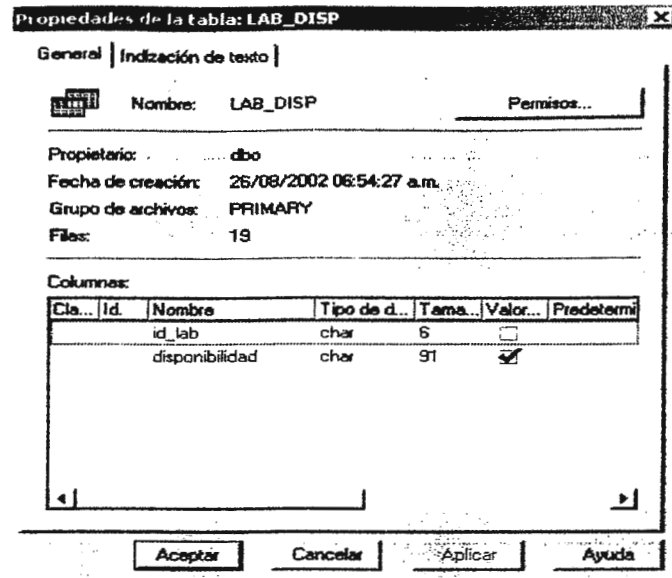 Propiedades de la tabla: LAB_DISP
General Indización de texto
Nombre: LAB_DISP Permisos...
Propietario: dbo
Fecha de creación: 26/08/2002 06:54:27 a.m.
Grupo de archivos: PRIMARY
Filas: 19
Columnas:
Cla... Id. Nombre Tipo de d... Tama... Valor... Predetermi
id_lab char 6
disponibilidad char 91
Aceptar Cancelar Aplicar Ayuda